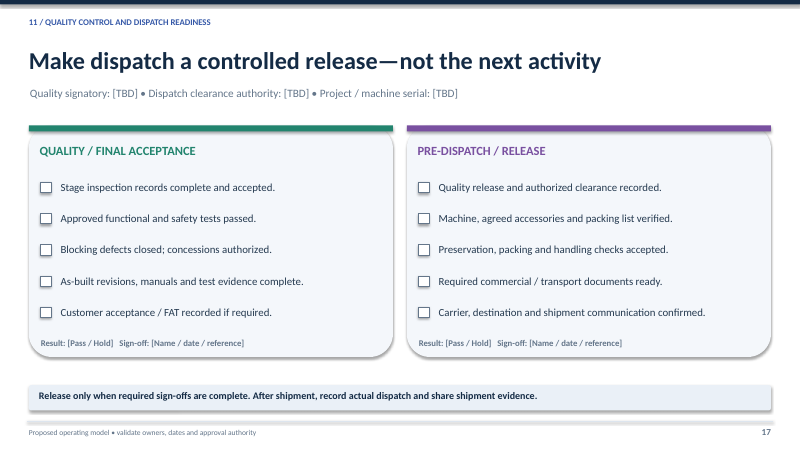 11 / QUALITY CONTROL AND DISPATCH READINESS
Make dispatch a controlled release—not the next activity
Quality signatory: [TBD] • Dispatch clearance authority: [TBD] • Project / machine serial: [TBD]
QUALITY / FINAL ACCEPTANCE
Stage inspection records complete and accepted.
Approved functional and safety tests passed.
Blocking defects closed; concessions authorized.
As-built revisions, manuals and test evidence complete.
Customer acceptance / FAT recorded if required.
Result: [Pass / Hold] Sign-off: [Name / date / reference]
PRE-DISPATCH / RELEASE
Quality release and authorized clearance recorded.
Machine, agreed accessories and packing list verified.
Preservation, packing and handling checks accepted.
Required commercial / transport documents ready.
Carrier, destination and shipment communication confirmed.
Result: [Pass / Hold] Sign-off: [Name / date / reference]
Release only when required sign-offs are complete. After shipment, record actual dispatch and share shipment evidence.
Proposed operating model • validate owners, dates and approval authority
17